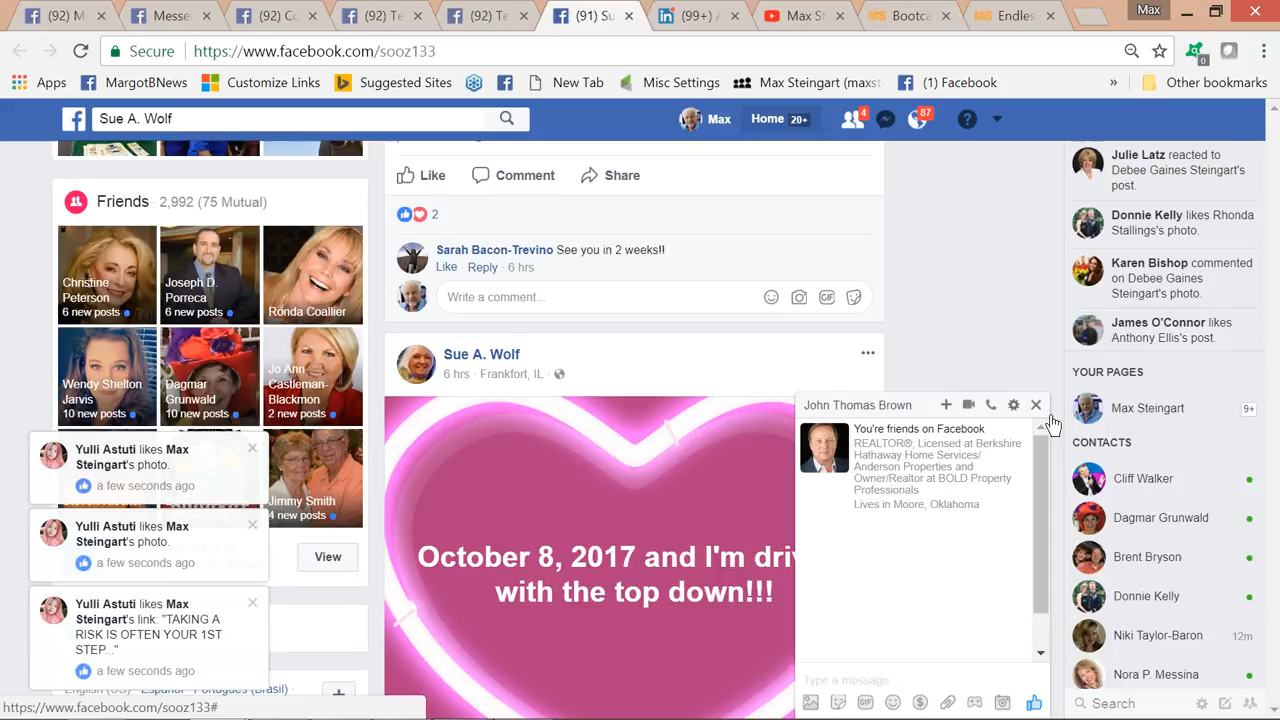 (92) M
Messe
(92) C
(92) Te
(92) Te
(91) Su
(99+) A
Max St
Bootca
Endles
Max
Secure
https://www.facebook.com/sooz133
Apps
MargotBNews
Customize Links
Suggested Sites
New Tab
Misc Settings
Max Steingart (maxst
(1) Facebook
»
Other bookmarks
Sue A. Wolf
Max
Home 20+
4
87
Like
Comment
Share
2
Sarah Bacon-Trevino See you in 2 weeks!!
Like · Reply · 6 hrs
Write a comment...
Friends · 2,992 (75 Mutual)
Christine
Peterson
6 new posts
Joseph D.
Porreca
6 new posts
Ronda Coallier
Wendy Shelton
Jarvis
10 new posts
Dagmar
Grunwald
10 new posts
Jo Ann
Castleman-
Blackmon
2 new posts
Jimmy Smith
4 new posts
View
Yulli Astuti likes Max
Steingart's photo.
a few seconds ago
Yulli Astuti likes Max
Steingart's photo.
a few seconds ago
Yulli Astuti likes Max
Steingart's link: "TAKING A
RISK IS OFTEN YOUR 1ST
STEP..."
a few seconds ago
English (US) · Español · Português (Brasil) ·
https://www.facebook.com/sooz133#
Sue A. Wolf
6 hrs · Frankfort, IL ·
October 8, 2017 and I'm driv
with the top down!!!
John Thomas Brown
You're friends on Facebook
REALTOR®; Licensed at Berkshire
Hathaway Home Services/
Anderson Properties and
Owner/Realtor at BOLD Property
Professionals
Lives in Moore, Oklahoma
Type a message...
GIF
Julie Latz reacted to
Debee Gaines Steingart's
post.
Donnie Kelly likes Rhonda
Stallings's photo.
Karen Bishop commented
on Debee Gaines
Steingart's photo.
James O'Connor likes
Anthony Ellis's post.
YOUR PAGES
Max Steingart
9+
CONTACTS
Cliff Walker
Dagmar Grunwald
Brent Bryson
Donnie Kelly
Niki Taylor-Baron
12m
Nora P. Messina
Search